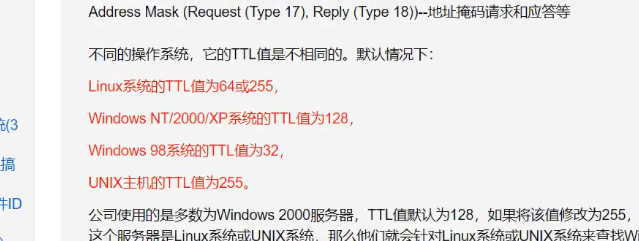 Address Mask (Request (Type 17), Reply (Type 18))--地址掩码请求和应答等
不同的操作系统，它的TTL值是不相同的。默认情况下：
Linux系统的TTL值为64或255，
Windows NT/2000/XP系统的TTL值为128，
统(3
Windows 98系统的TTL值为32，
搞
UNIX主机的TTL值为255。
件ID
公司使用的是多数为Windows 2000服务器，TTL值默认为128，如果将该值修改为255，
这个服务器是Linux系统或UNIX系统，那么他们就会针对Linux系统或UNIX系统来查找W